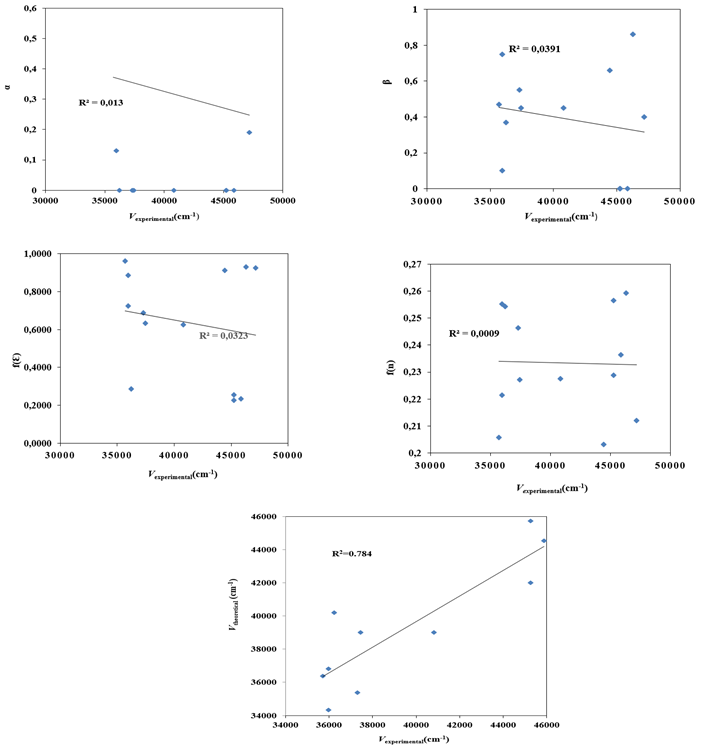 0,6
0,5
0,4
0,3
0,2
0,1
0
α
R² = 0,013
30000 35000 40000 45000 50000
Vexperimental(cm-1)
1
0,8
0,6
0,4
0,2
0
β
R² = 0,0391
30000 35000 40000 45000 50000
Vexperimental(cm-1)
1,0000
0,8000
0,6000
0,4000
0,2000
0,0000
f(Ɛ)
R² = 0,0323
30000 35000 40000 45000 50000
Vexperimental(cm-1)
0,27
0,26
0,25
0,24
0,23
0,22
0,21
0,2
f(n)
R² = 0,0009
30000 35000 40000 45000 50000
Vexperimental(cm-1)
46000
44000
42000
40000
38000
36000
34000
Vtheoretical (cm-1)
R²=0.784
34000 36000 38000 40000 42000 44000 46000
Vexperimental(cm-1)